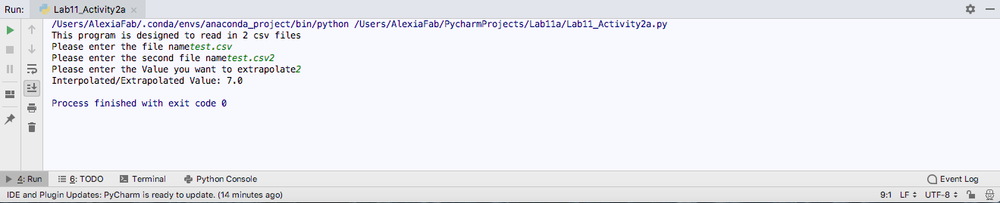 Run: Lab11_Activity2a
/Users/AlexiaFab/.conda/envs/anaconda_project/bin/python /Users/AlexiaFab/PycharmProjects/Lab11a/Lab11_Activity2a.py
This program is designed to read in 2 csv files
Please enter the file nametest.csv
Please enter the second file nametest.csv2
Please enter the Value you want to extrapolate2
Interpolated/Extrapolated Value: 7.0
Process finished with exit code 0
4: Run 6: TODO Terminal Python Console Event Log
IDE and Plugin Updates: PyCharm is ready to update. (14 minutes ago) 9:1 LF UTF-8